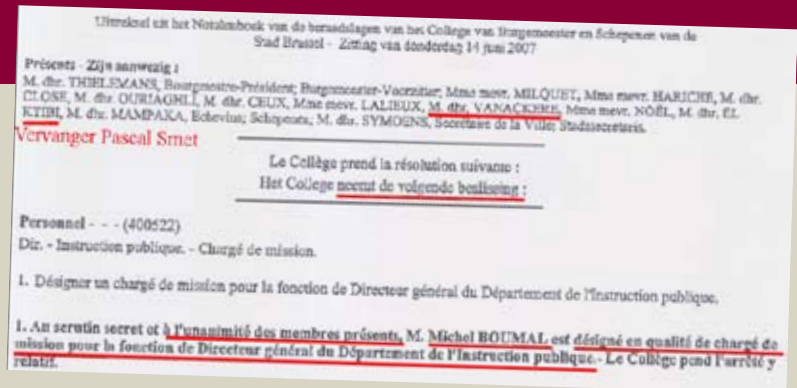 Uittreksel uit het Notulenboek van de beraadslagen van het College van Burgemeester en Schepenen van de
Stad Brussel - Zitting van donderdag 14 juni 2007
Présents - Zijn aanwezig :
M. dhr. THIELEMANS, Bourgmestre-Président; Burgemeester-Voorzitter; Mme mevr. MILQUET, Mme mevr. HARICHE, M. dhr.
CLOSE, M. dhr. OURIAGHLI, M. dhr. CEUX, Mme mevr. LALIEUX, M. dhr. VANACKERE, Mme mevr. NOËL, M. dhr. EL
KTIBI, M. dhr. MAMPAKA, Echevins; Schepenen; M. dhr. SYMOENS, Secrétaire de la Ville; Stadssecretaris.
Vervanger Pascal Smet
Le Collège prend la résolution suivante :
Het College neemt de volgende beslissing :
Personnel - - - (400522)
Dir. - Instruction publique. - Chargé de mission.
1. Désigner un chargé de mission pour la fonction de Directeur général du Département de l'Instruction publique.
1. Au scrutin secret et à l'unanimité des membres présents, M. Michel BOUMAL est désigné en qualité de chargé de
mission pour la fonction de Directeur général du Département de l'Instruction publique.- Le Collège pend l'arrêté y
relatif.